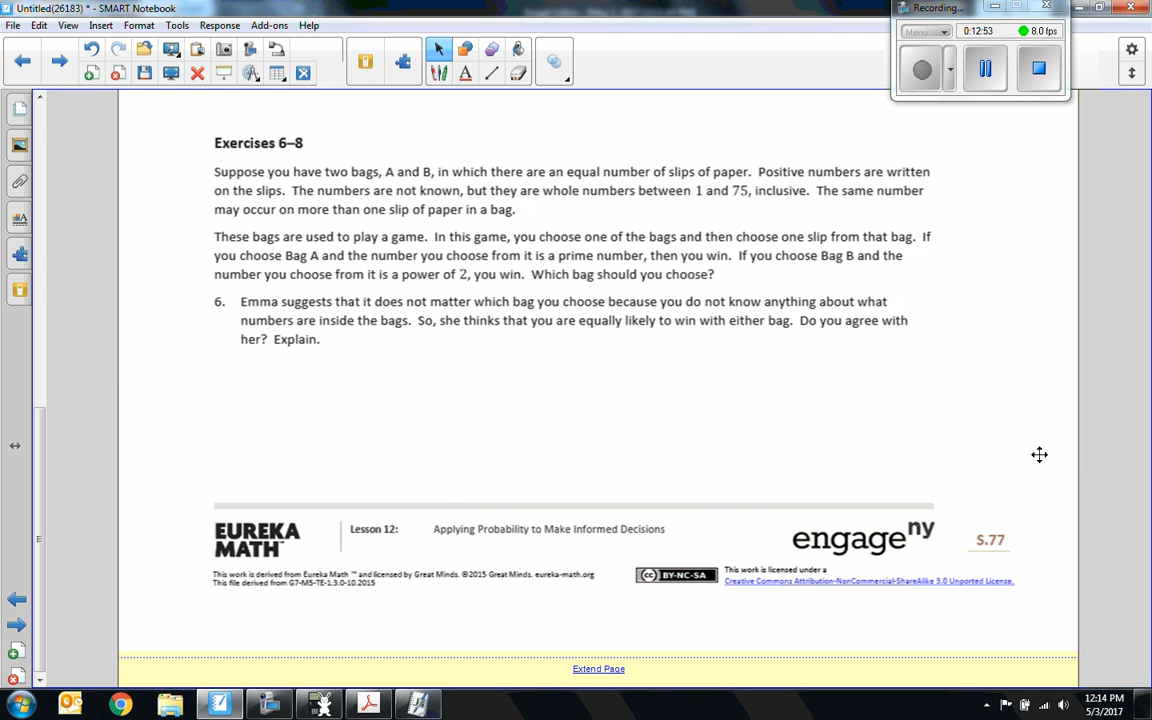 Untitled(26183) * - SMART Notebook
Recording...
File Edit View Insert Format Tools Response Add-ons Help
Menu 0:12:53 8.0 fps
Exercises 6–8
Suppose you have two bags, A and B, in which there are an equal number of slips of paper. Positive numbers are written
on the slips. The numbers are not known, but they are whole numbers between 1 and 75, inclusive. The same number
may occur on more than one slip of paper in a bag.
These bags are used to play a game. In this game, you choose one of the bags and then choose one slip from that bag. If
you choose Bag A and the number you choose from it is a prime number, then you win. If you choose Bag B and the
number you choose from it is a power of 2, you win. Which bag should you choose?
6. Emma suggests that it does not matter which bag you choose because you do not know anything about what
numbers are inside the bags. So, she thinks that you are equally likely to win with either bag. Do you agree with
her? Explain.
EUREKA
MATH™
Lesson 12: Applying Probability to Make Informed Decisions
engage ny
S.77
This work is derived from Eureka Math ™ and licensed by Great Minds. ©2015 Great Minds. eureka-math.org
This file derived from G7-M5-TE-1.3.0-10.2015
(cc) BY-NC-SA
This work is licensed under a
Creative Commons Attribution-NonCommercial-ShareAlike 3.0 Unported License.
Extend Page
12:14 PM
5/3/2017